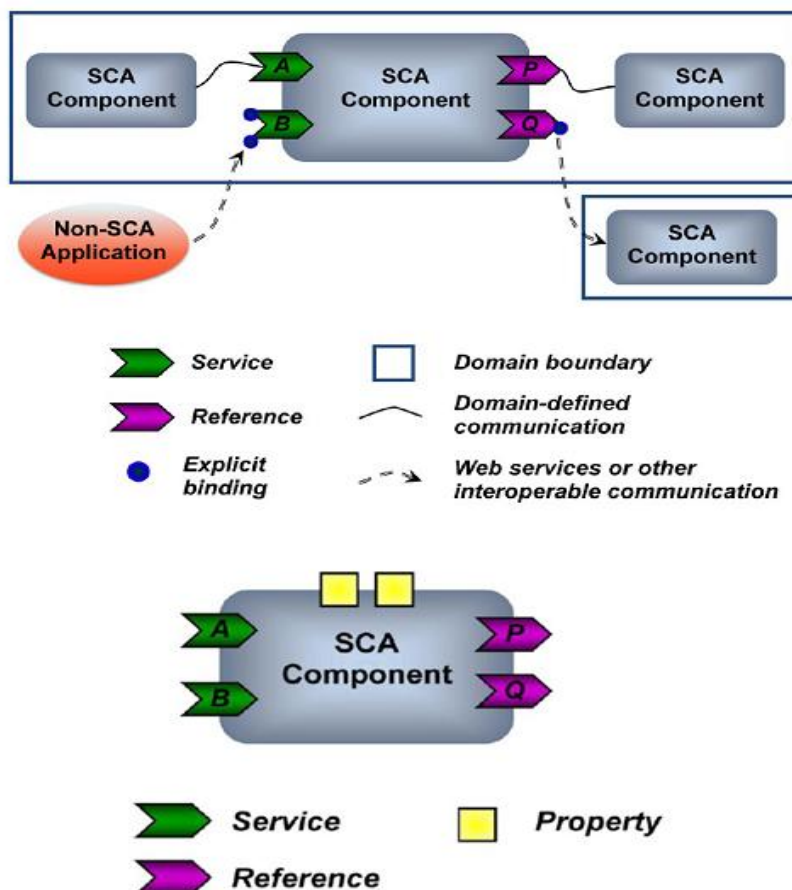 SCA
Component
A
SCA
Component
P
SCA
Component
B
Q
Non-SCA
Application
SCA
Component
Service
Domain boundary
Reference
Domain-defined
communication
Explicit
binding
Web services or other
interoperable communication
A
SCA
Component
P
B
Q
Service
Property
Reference